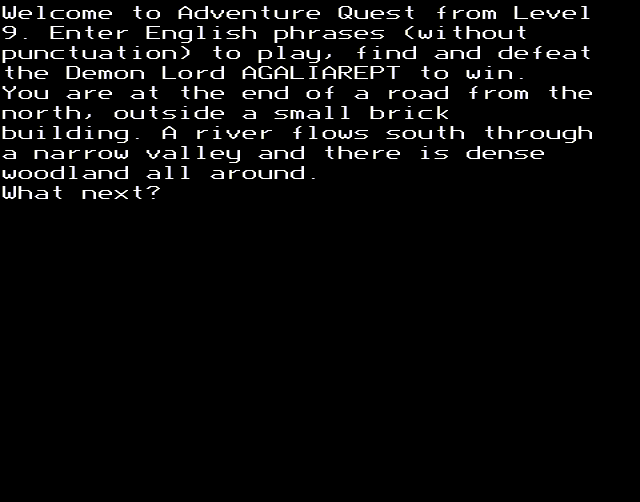 Welcome to Adventure Quest from Level
9. Enter English phrases (without
punctuation) to play, find and defeat
the Demon Lord AGALIAREPT to win.
You are at the end of a road from the
north, outside a small brick
building. A river flows south through
a narrow valley and there is dense
woodland all around.
What next?